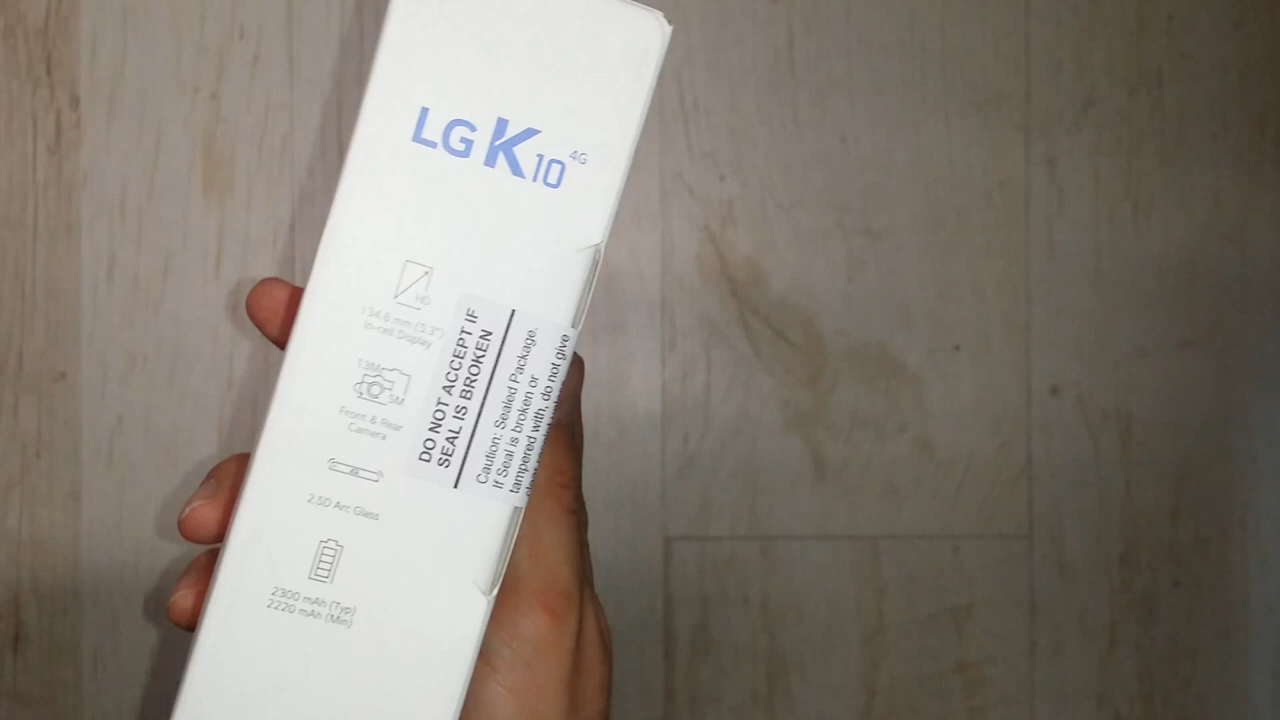 LG K10 4G
HD
134.6 mm (5.3")
In-cell Display
13M
5M
Front & Rear
Camera
2.5D Arc Glass
2300 mAh (Typ)
2220 mAh (Min)
DO NOT ACCEPT IF
SEAL IS BROKEN
Caution: Sealed Package.
If Seal is broken or
tampered with, do not give